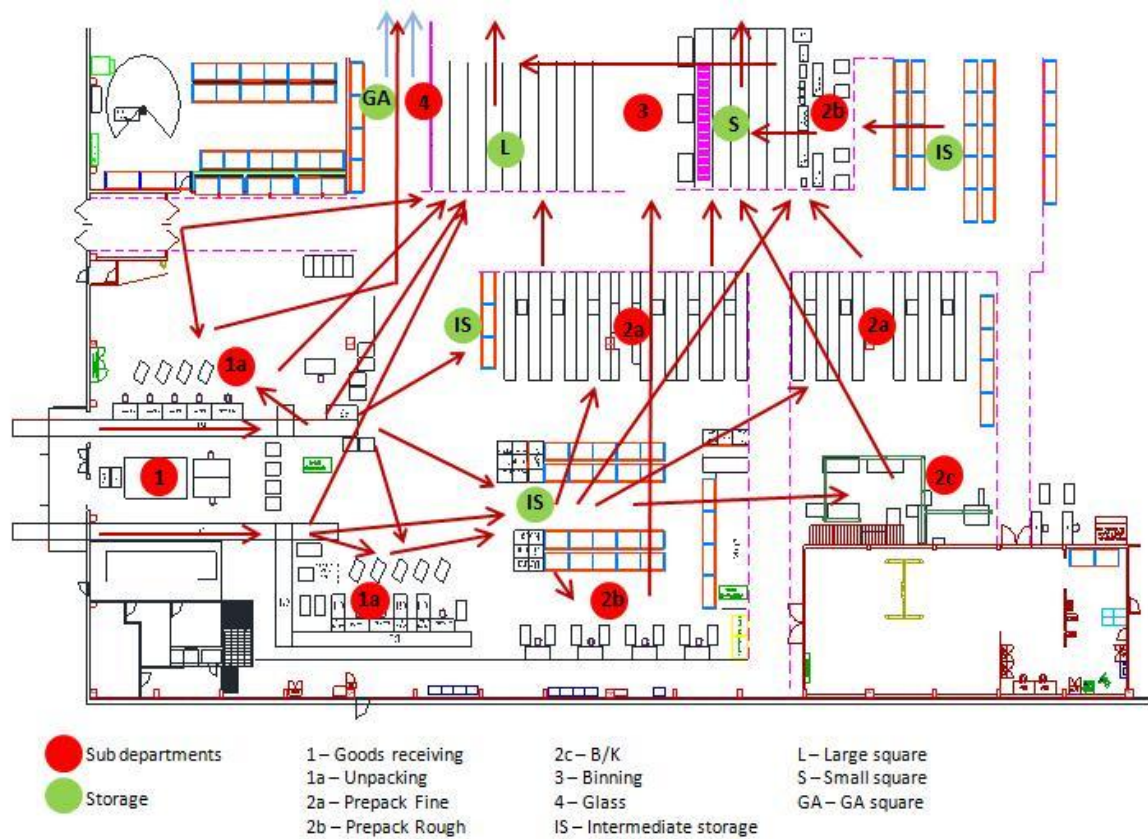 GA
4
3
2b
S
L
IS
IS
2a
2a
1a
1
2c
IS
1a
2b
Sub departments
Storage
1 – Goods receiving
1a – Unpacking
2a – Prepack Fine
2b – Prepack Rough
2c – B/K
3 – Binning
4 – Glass
IS – Intermediate storage
L – Large square
S – Small square
GA – GA square